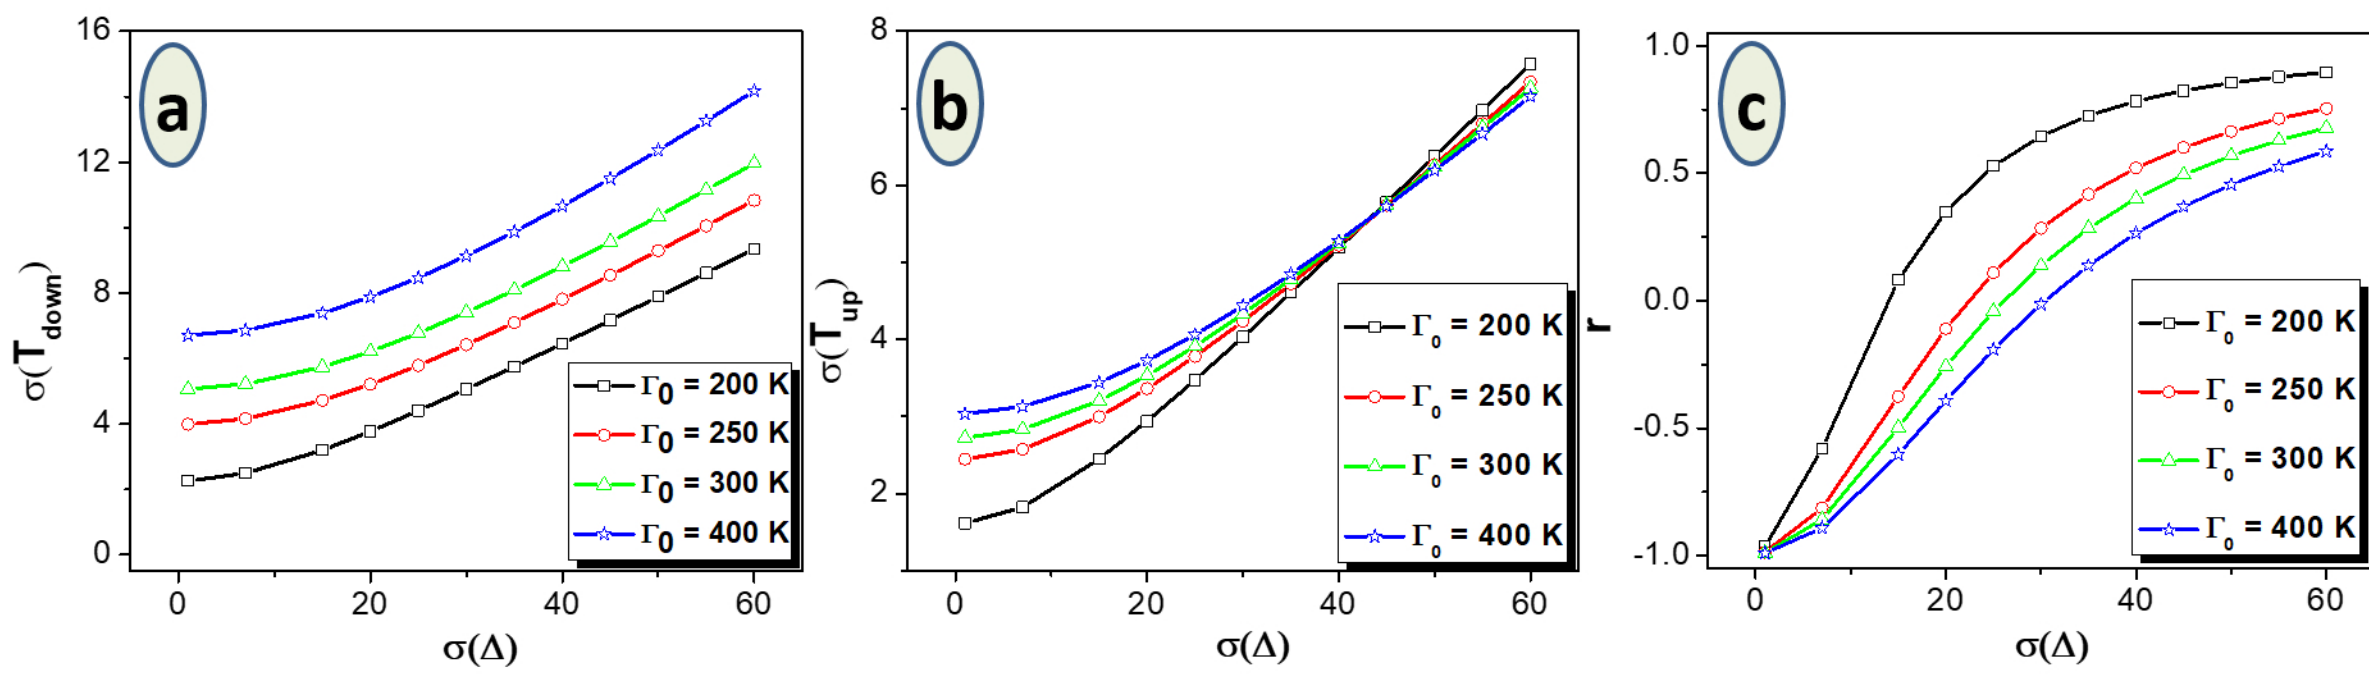 a
16
12
8
4
0
σ(T_down)
0 20 40 60
σ(Δ)
Γ0 = 200 K
Γ0 = 250 K
Γ0 = 300 K
Γ0 = 400 K
b
8
6
4
2
σ(T_up)
0 20 40 60
σ(Δ)
Γ0 = 200 K
Γ0 = 250 K
Γ0 = 300 K
Γ0 = 400 K
c
1.0
0.5
0.0
-0.5
-1.0
r
0 20 40 60
σ(Δ)
Γ0 = 200 K
Γ0 = 250 K
Γ0 = 300 K
Γ0 = 400 K